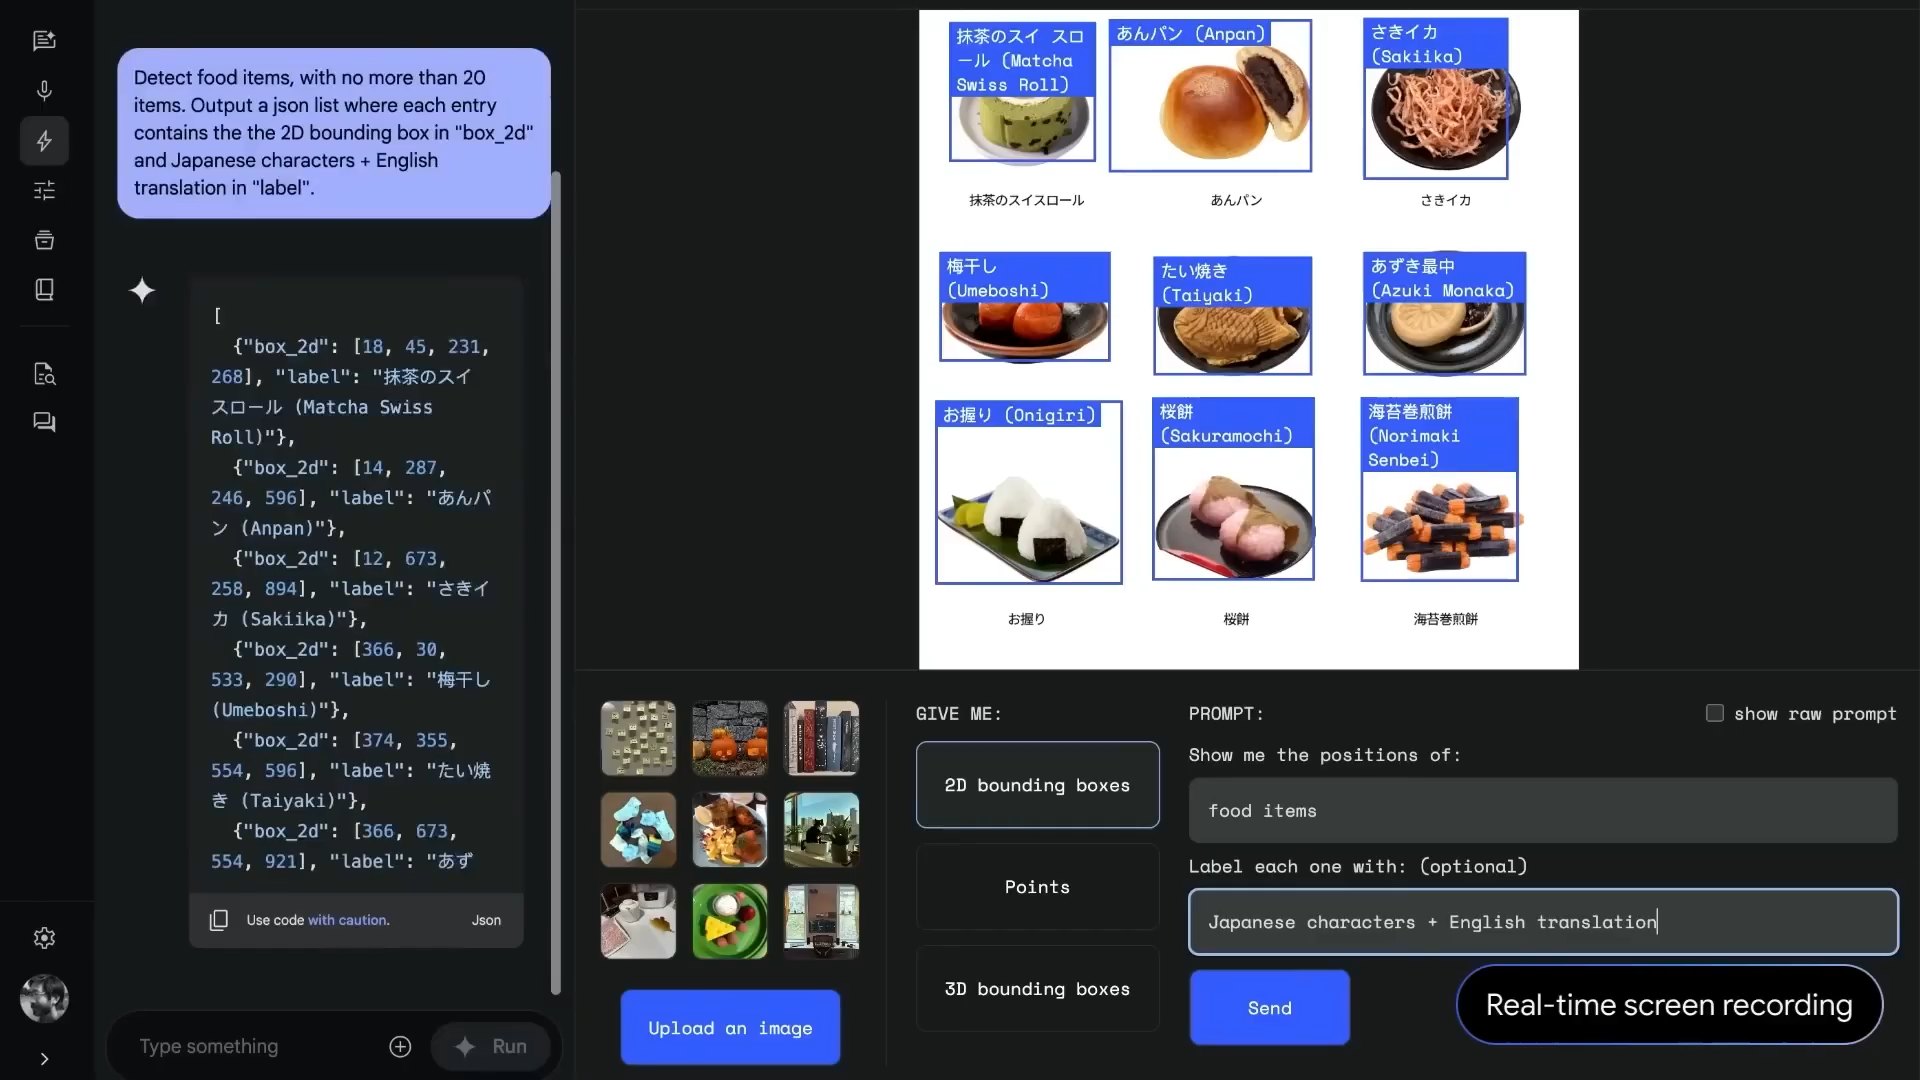 Detect food items, with no more than 20
items. Output a json list where each entry
contains the the 2D bounding box in "box_2d"
and Japanese characters + English
translation in "label".
[
{"box_2d": [18, 45, 231,
268], "label": "抹茶のスイ
スロール (Matcha Swiss
Roll)"},
{"box_2d": [14, 287,
246, 596], "label": "あんパ
ン (Anpan)"},
{"box_2d": [12, 673,
258, 894], "label": "さきイ
カ (Sakiika)"},
{"box_2d": [366, 30,
533, 290], "label": "梅干し
(Umeboshi)"},
{"box_2d": [374, 355,
554, 596], "label": "たい焼
き (Taiyaki)"},
{"box_2d": [366, 673,
554, 921], "label": "あず
Use code with caution.
Json
Type something
Run
抹茶のスイ スロ
ール (Matcha
Swiss Roll)
あんパン (Anpan)
さきイカ
(Sakiika)
抹茶のスイスロール
あんパン
さきイカ
梅干し
(Umeboshi)
たい焼き
(Taiyaki)
あずき最中
(Azuki Monaka)
お握り (Onigiri)
桜餅
(Sakuramochi)
海苔巻煎餅
(Norimaki
Senbei)
お握り
桜餅
海苔巻煎餅
Upload an image
GIVE ME:
2D bounding boxes
Points
3D bounding boxes
PROMPT:
show raw prompt
Show me the positions of:
food items
Label each one with: (optional)
Japanese characters + English translation
Send
Real-time screen recording